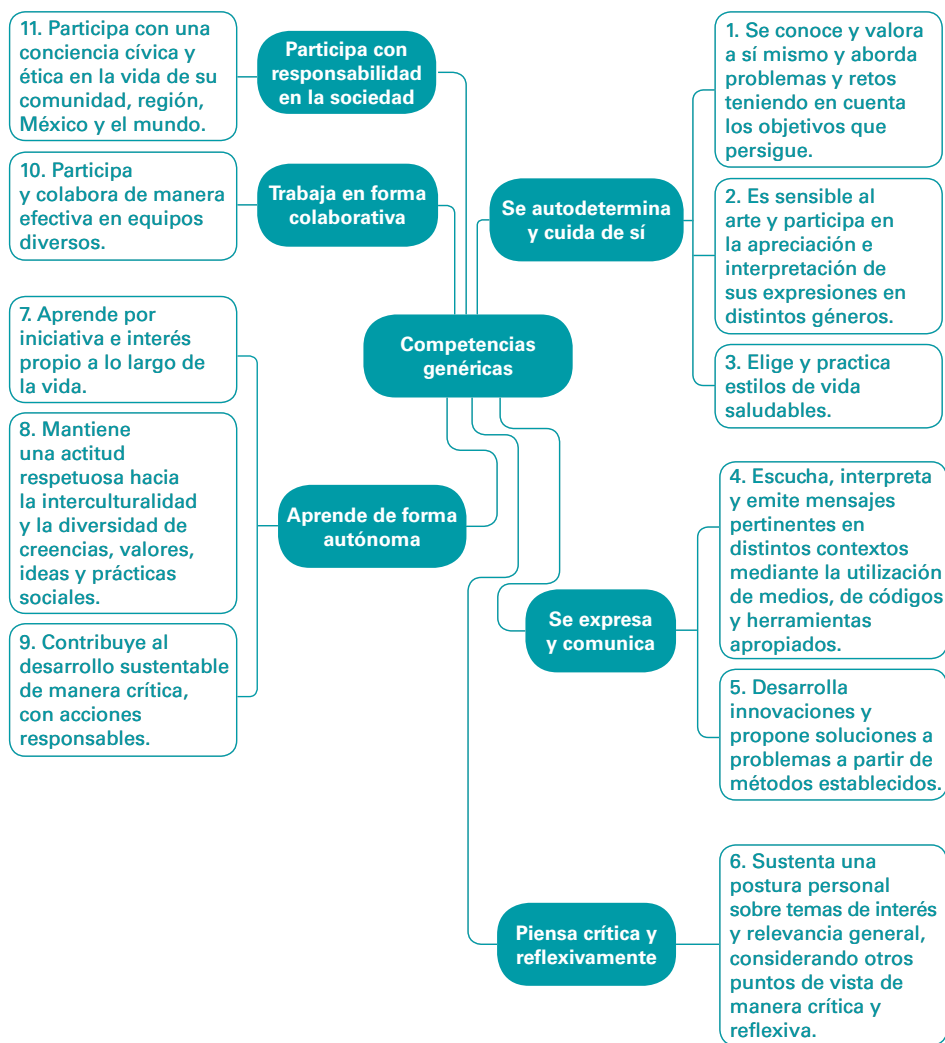 11. Participa con una
conciencia cívica y
ética en la vida de su
comunidad, región,
México y el mundo.
Participa con
responsabilidad
en la sociedad
10. Participa
y colabora de manera
efectiva en equipos
diversos.
Trabaja en forma
colaborativa
7. Aprende por
iniciativa e interés
propio a lo largo de
la vida.
8. Mantiene
una actitud
respetuosa hacia
la interculturalidad
y la diversidad de
creencias, valores,
ideas y prácticas
sociales.
9. Contribuye al
desarrollo sustentable
de manera crítica,
con acciones
responsables.
Aprende de forma
autónoma
Competencias
genéricas
Se autodetermina
y cuida de sí
1. Se conoce y valora
a sí mismo y aborda
problemas y retos
teniendo en cuenta
los objetivos que
persigue.
2. Es sensible al
arte y participa en
la apreciación e
interpretación de
sus expresiones en
distintos géneros.
3. Elige y practica
estilos de vida
saludables.
Se expresa
y comunica
4. Escucha, interpreta
y emite mensajes
pertinentes en
distintos contextos
mediante la utilización
de medios, de códigos
y herramientas
apropiados.
5. Desarrolla
innovaciones y
propone soluciones a
problemas a partir de
métodos establecidos.
Piensa crítica y
reflexivamente
6. Sustenta una
postura personal
sobre temas de interés
y relevancia general,
considerando otros
puntos de vista de
manera crítica y
reflexiva.